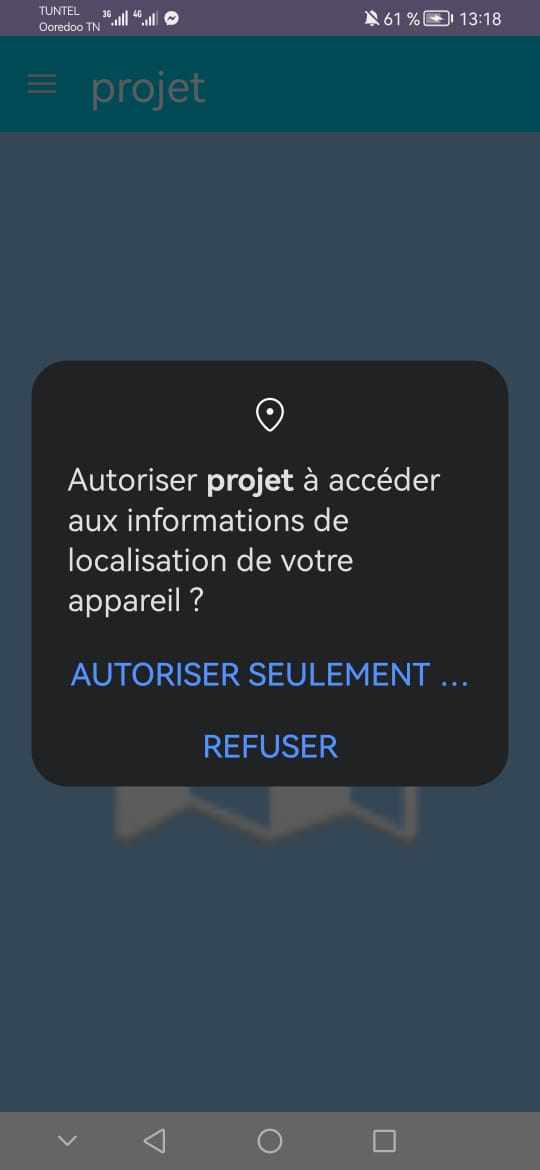 TUNTEL
Ooredoo TN 3G 4G 61 % 13:18
projet
Autoriser projet à accéder
aux informations de
localisation de votre
appareil ?
AUTORISER SEULEMENT ...
REFUSER